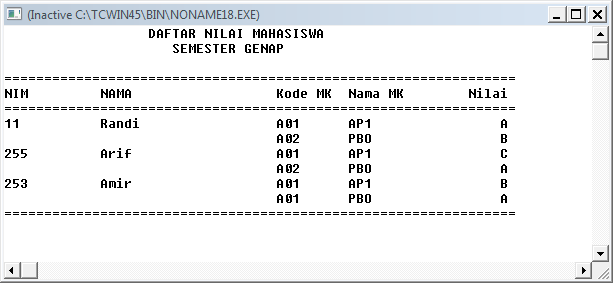 (Inactive C:\TCWIN45\BIN\NONAME18.EXE)
DAFTAR NILAI MAHASISWA
SEMESTER GENAP
================================================================
NIM NAMA Kode MK Nama MK Nilai
================================================================
11 Randi A01 AP1 A
A02 PBO B
255 Arif A01 AP1 C
A02 PBO A
253 Amir A01 AP1 B
A01 PBO A
================================================================